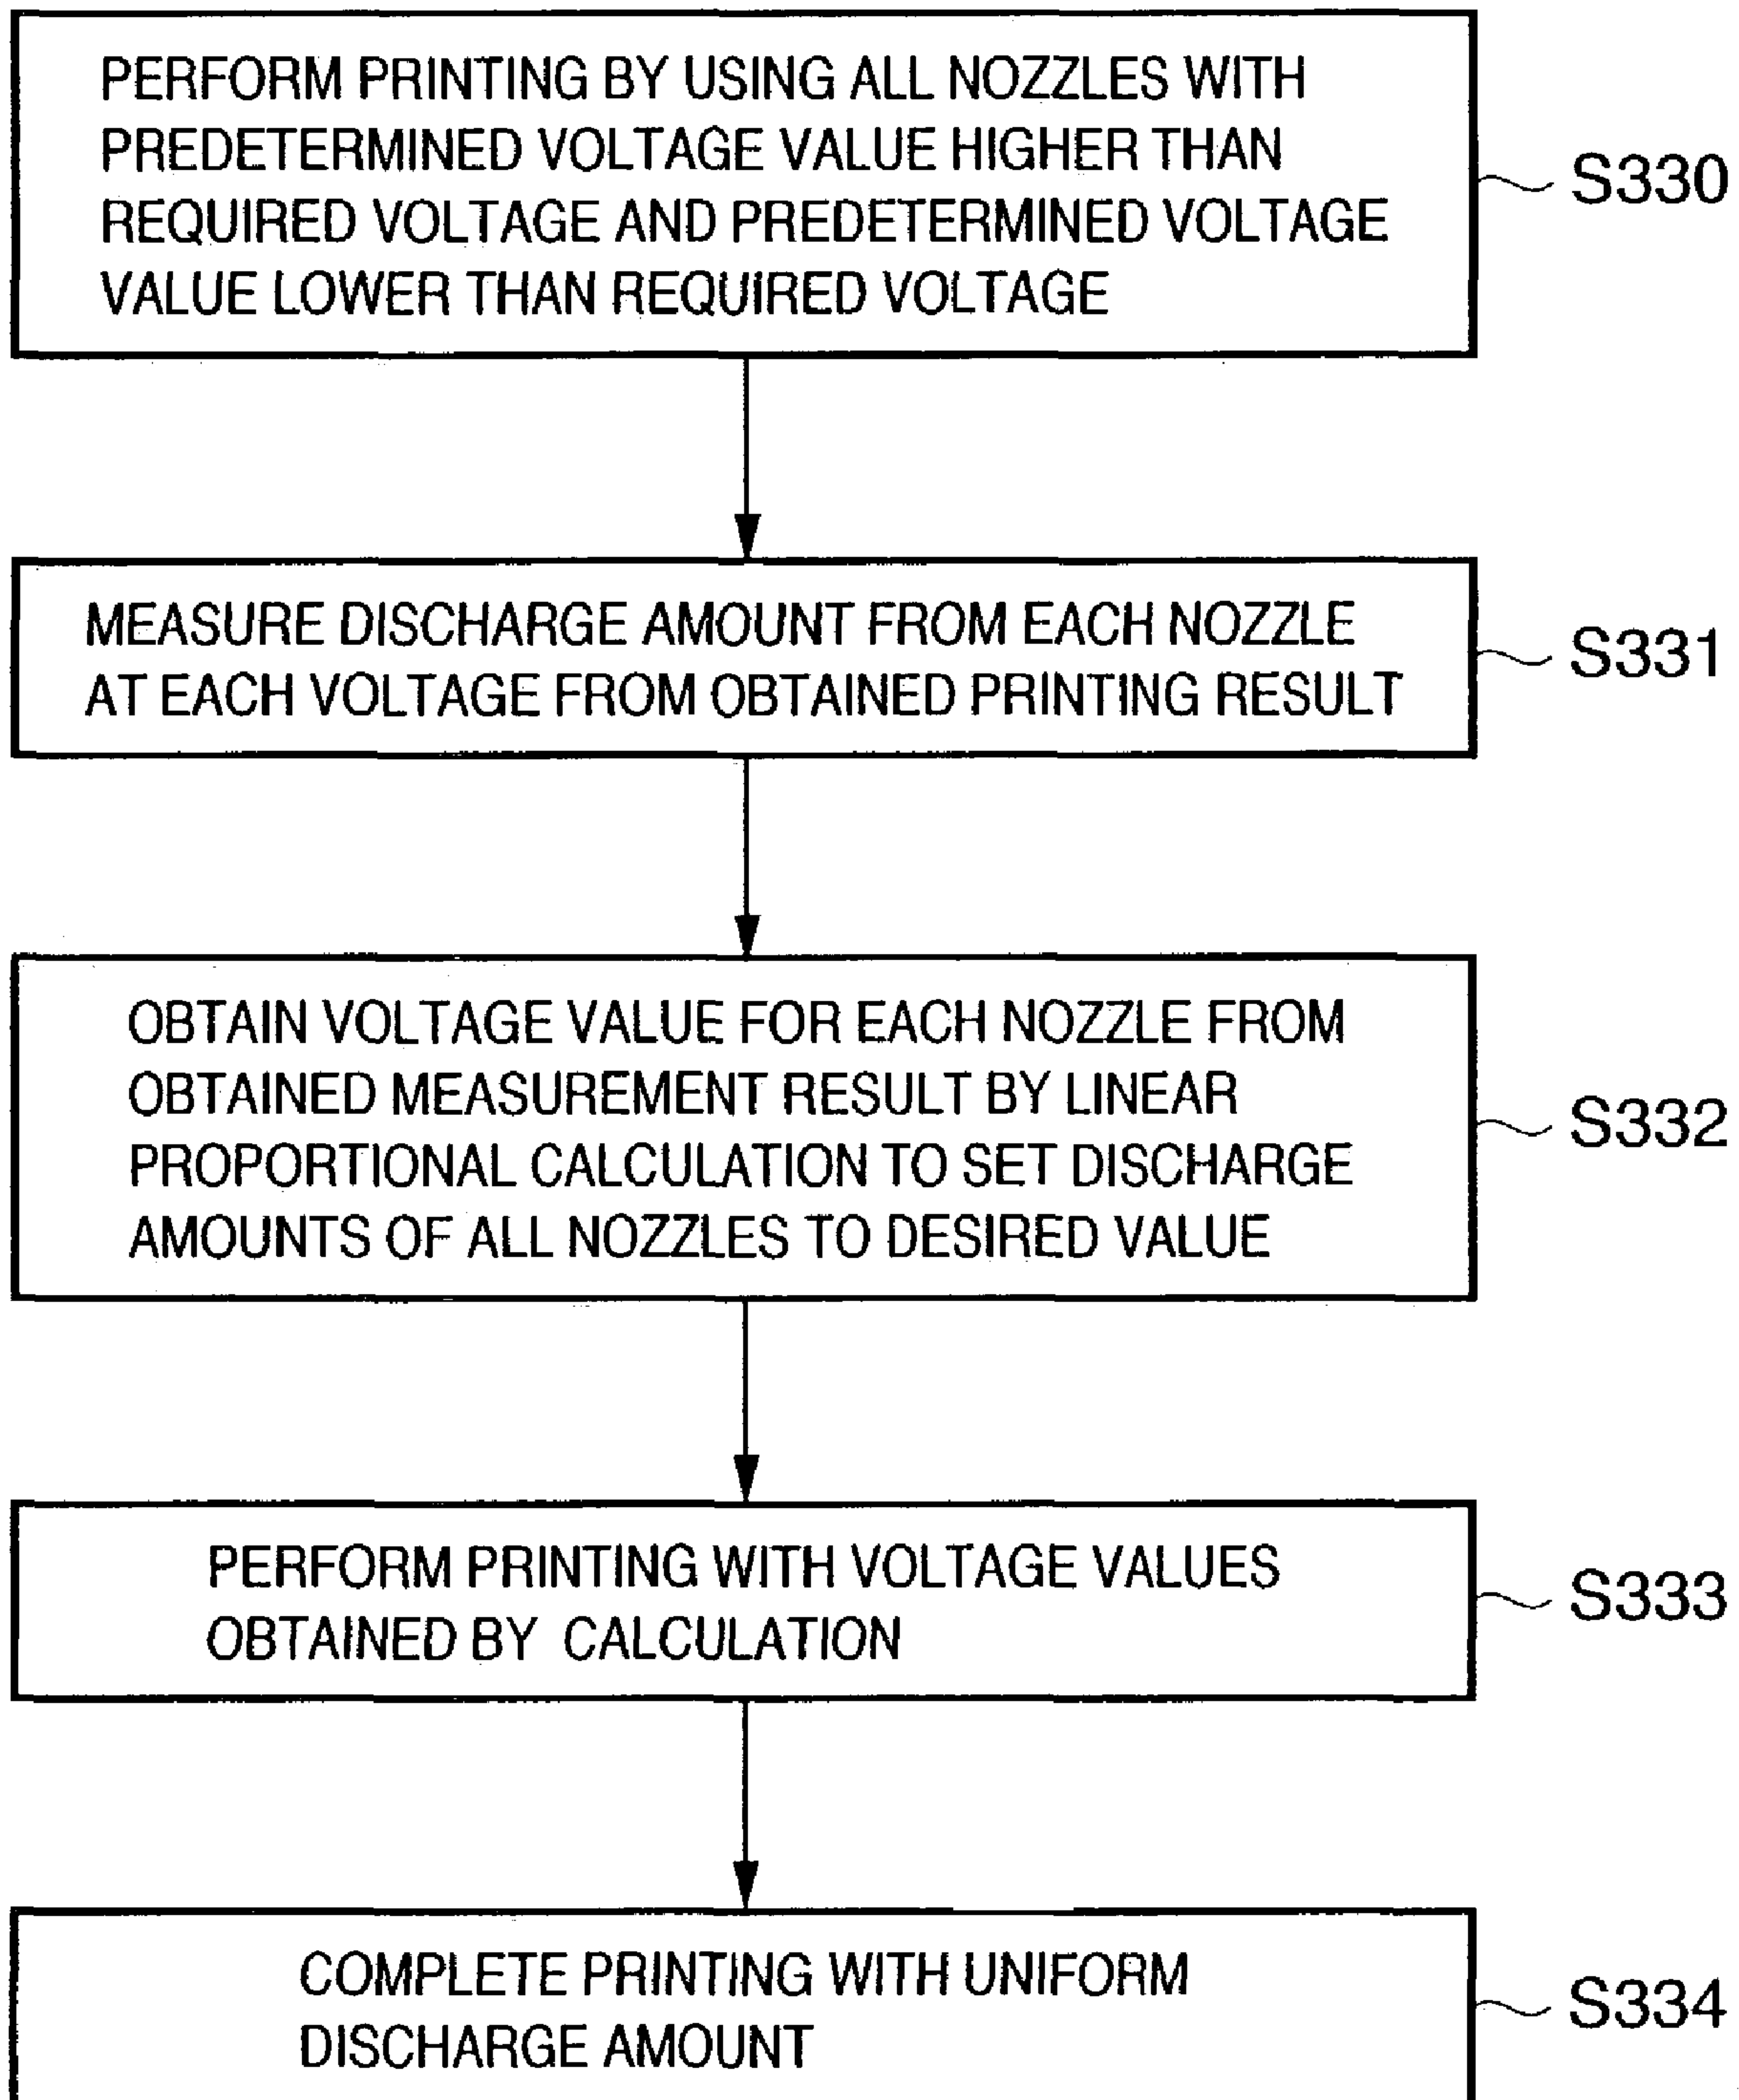 PERFORM PRINTING BY USING ALL NOZZLES WITH
PREDETERMINED VOLTAGE VALUE HIGHER THAN
REQUIRED VOLTAGE AND PREDETERMINED VOLTAGE
VALUE LOWER THAN REQUIRED VOLTAGE
S330
MEASURE DISCHARGE AMOUNT FROM EACH NOZZLE
AT EACH VOLTAGE FROM OBTAINED PRINTING RESULT
S331
OBTAIN VOLTAGE VALUE FOR EACH NOZZLE FROM
OBTAINED MEASUREMENT RESULT BY LINEAR
PROPORTIONAL CALCULATION TO SET DISCHARGE
AMOUNTS OF ALL NOZZLES TO DESIRED VALUE
S332
PERFORM PRINTING WITH VOLTAGE VALUES
OBTAINED BY CALCULATION
S333
COMPLETE PRINTING WITH UNIFORM
DISCHARGE AMOUNT
S334